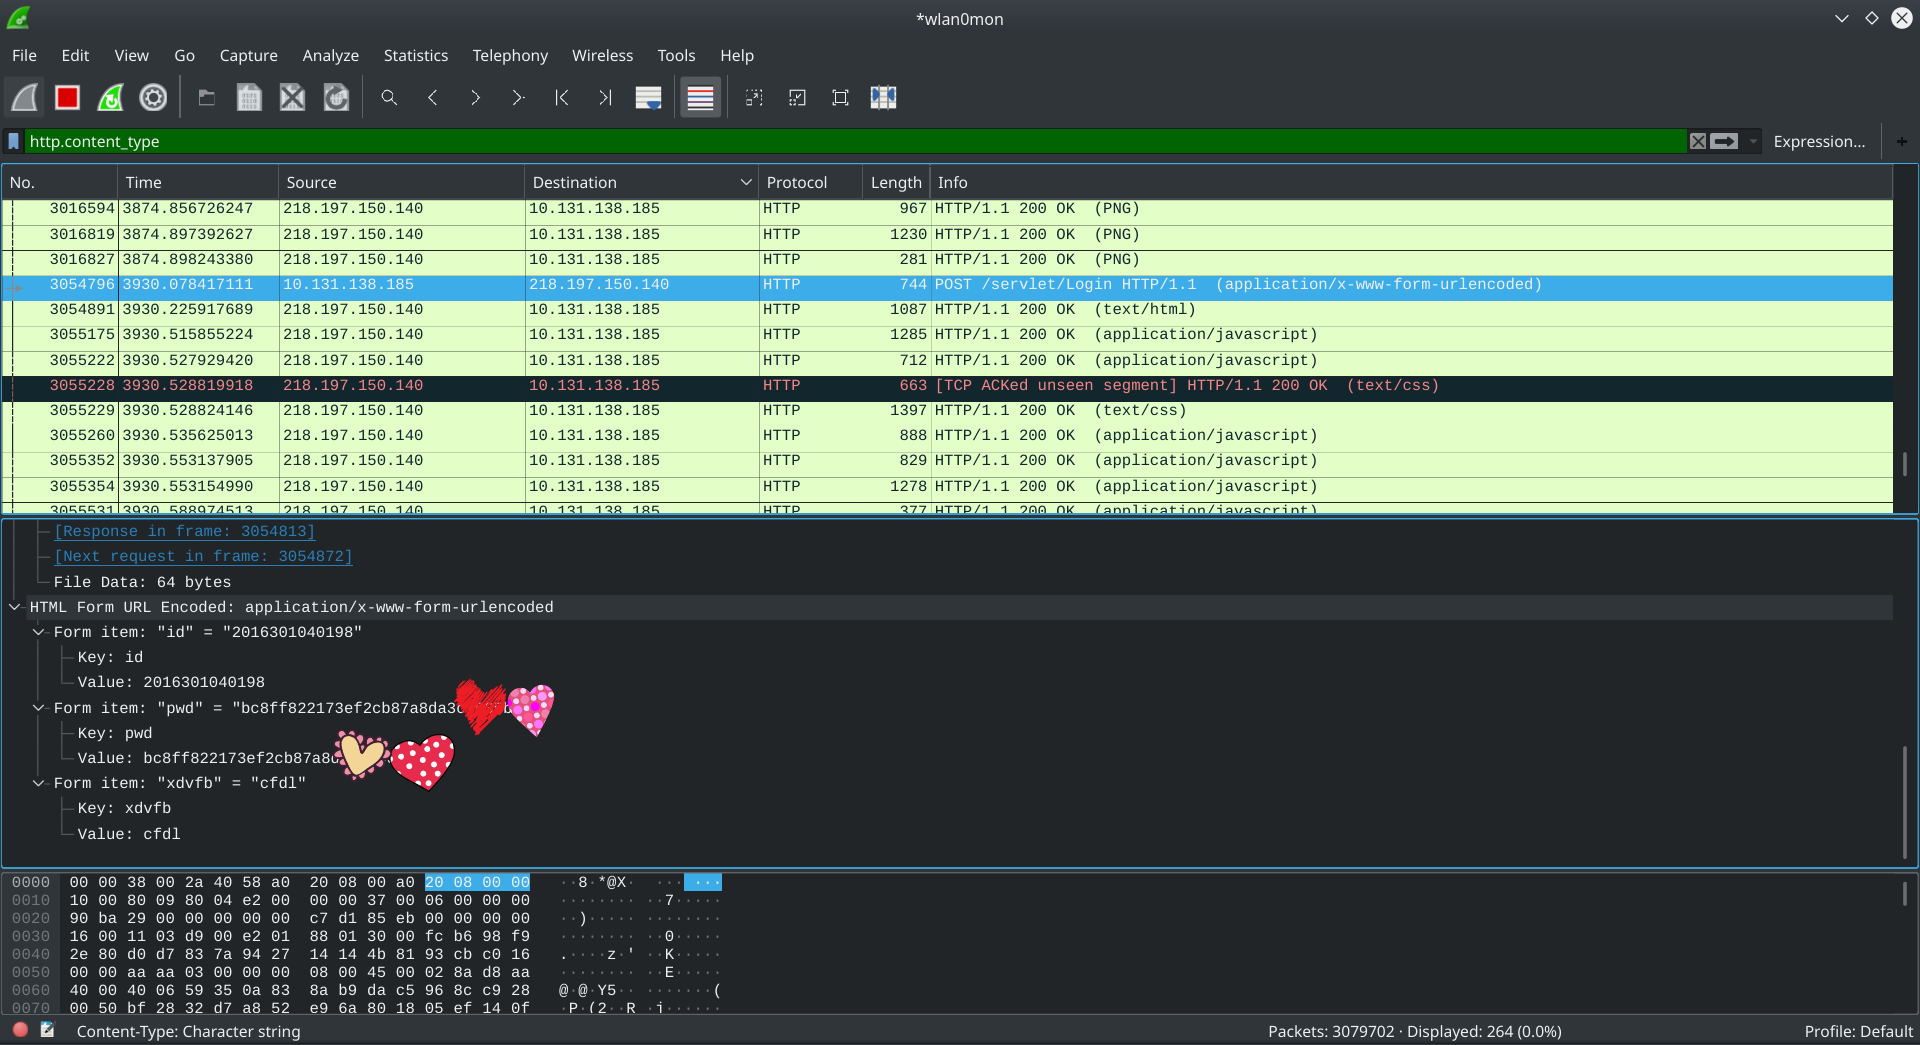 *wlan0mon
File Edit View Go Capture Analyze Statistics Telephony Wireless Tools Help
http.content_type Expression... +
No. Time Source Destination Protocol Length Info
3016594 3874.856726247 218.197.150.140 10.131.138.185 HTTP 967 HTTP/1.1 200 OK (PNG)
3016819 3874.897392627 218.197.150.140 10.131.138.185 HTTP 1230 HTTP/1.1 200 OK (PNG)
3016827 3874.898243380 218.197.150.140 10.131.138.185 HTTP 281 HTTP/1.1 200 OK (PNG)
3054796 3930.078417111 10.131.138.185 218.197.150.140 HTTP 744 POST /servlet/Login HTTP/1.1 (application/x-www-form-urlencoded)
3054891 3930.225917689 218.197.150.140 10.131.138.185 HTTP 1087 HTTP/1.1 200 OK (text/html)
3055175 3930.515855224 218.197.150.140 10.131.138.185 HTTP 1285 HTTP/1.1 200 OK (application/javascript)
3055222 3930.527929420 218.197.150.140 10.131.138.185 HTTP 712 HTTP/1.1 200 OK (application/javascript)
3055228 3930.528819918 218.197.150.140 10.131.138.185 HTTP 663 [TCP ACKed unseen segment] HTTP/1.1 200 OK (text/css)
3055229 3930.528824146 218.197.150.140 10.131.138.185 HTTP 1397 HTTP/1.1 200 OK (text/css)
3055260 3930.535625013 218.197.150.140 10.131.138.185 HTTP 888 HTTP/1.1 200 OK (application/javascript)
3055352 3930.553137905 218.197.150.140 10.131.138.185 HTTP 829 HTTP/1.1 200 OK (application/javascript)
3055354 3930.553154990 218.197.150.140 10.131.138.185 HTTP 1278 HTTP/1.1 200 OK (application/javascript)
3055531 3930.588974513 218.197.150.140 10.131.138.185 HTTP 377 HTTP/1.1 200 OK (application/javascript)
[Response in frame: 3054813]
[Next request in frame: 3054872]
File Data: 64 bytes
HTML Form URL Encoded: application/x-www-form-urlencoded
Form item: "id" = "2016301040198"
Key: id
Value: 2016301040198
Form item: "pwd" = "bc8ff822173ef2cb87a8da3
Key: pwd
Value: bc8ff822173ef2cb87a8
Form item: "xdvfb" = "cfdl"
Key: xdvfb
Value: cfdl
0000 00 00 38 00 2a 40 58 a0 20 08 00 a0 20 08 00 00 ··8·*@X· ··· ···
0010 10 00 80 09 80 04 e2 00 00 00 37 00 06 00 00 00 ········ ··7·····
0020 90 ba 29 00 00 00 00 00 c7 d1 85 eb 00 00 00 00 ··)····· ········
0030 16 00 11 03 d9 00 e2 01 88 01 30 00 fc b6 98 f9 ········ ··0·····
0040 2e 80 d0 d7 83 7a 94 27 14 14 4b 81 93 cb c0 16 .····z·' ··K·····
0050 00 00 aa aa 03 00 00 00 08 00 45 00 02 8a d8 aa ········ ··E·····
0060 40 00 40 06 59 35 0a 83 8a b9 da c5 96 8c c9 28 @·@·Y5·· ·······(
0070 00 50 bf 28 32 d7 a8 52 e9 6a 80 18 05 ef 14 0f ·P·(2··R ·j······
Content-Type: Character string Packets: 3079702 · Displayed: 264 (0.0%) Profile: Default